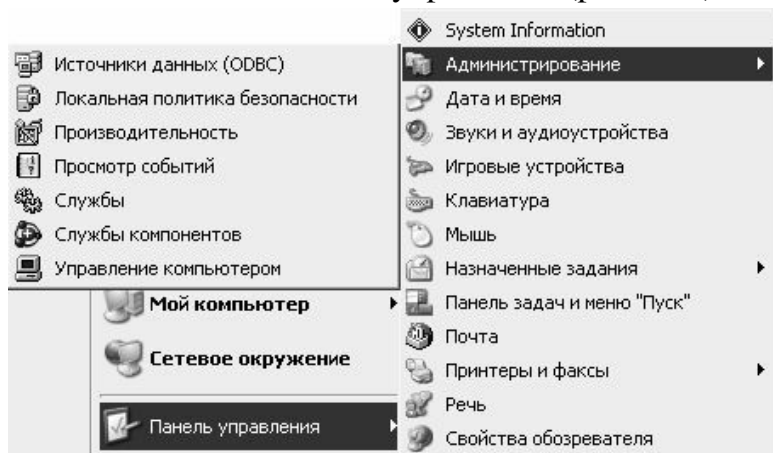 System Information
Администрирование
Дата и время
Звуки и аудиоустройства
Игровые устройства
Клавиатура
Мышь
Назначенные задания
Панель задач и меню "Пуск"
Почта
Принтеры и факсы
Речь
Свойства обозревателя
Источники данных (ODBC)
Локальная политика безопасности
Производительность
Просмотр событий
Службы
Службы компонентов
Управление компьютером
Мой компьютер
Сетевое окружение
Панель управления